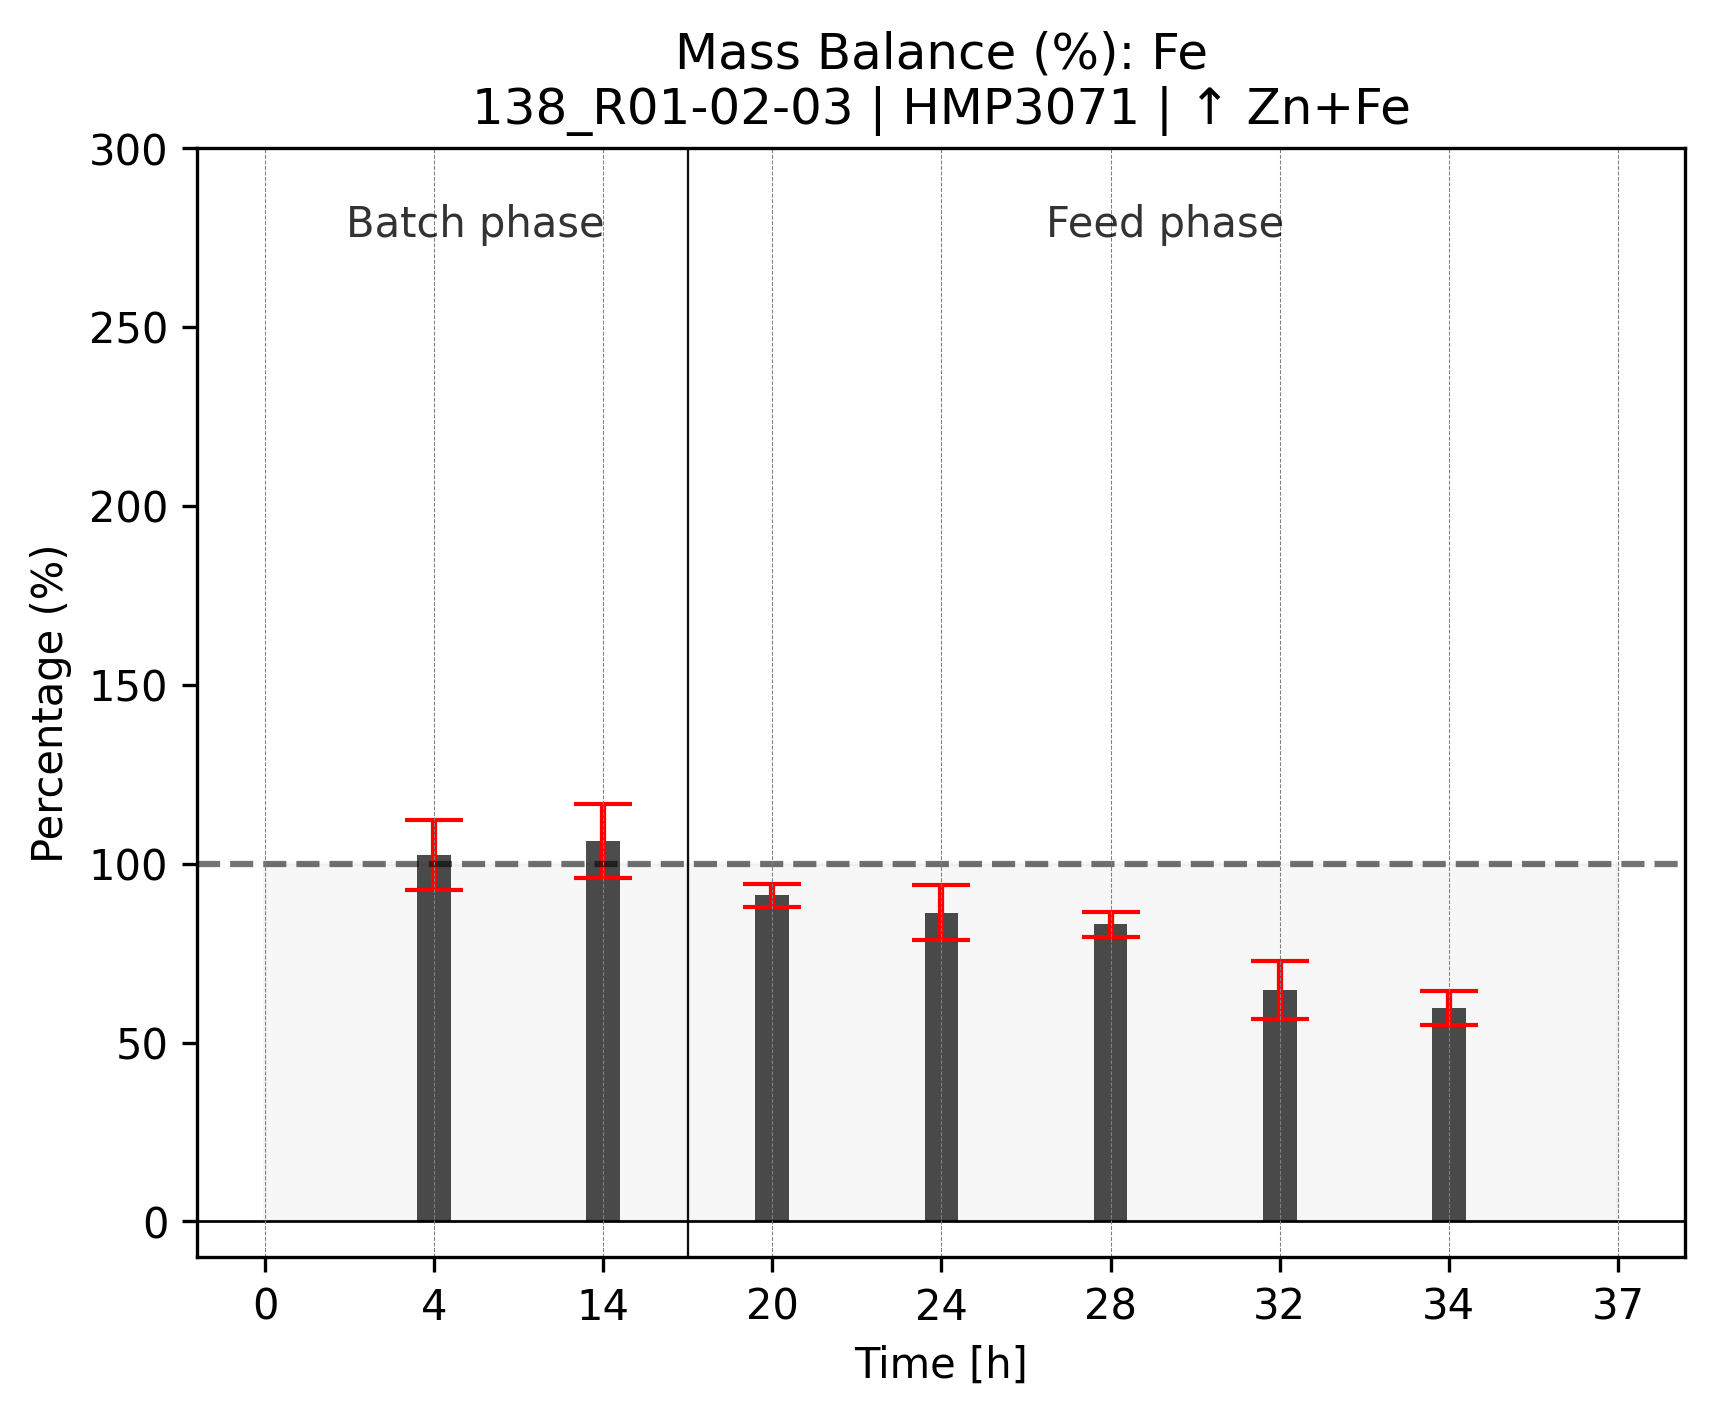 Mass Balance (%): Fe
138_R01-02-03 | HMP3071 | ↑ Zn+Fe
300
Batch phase
Feed phase
250
200
150
100
50
0
Percentage (%)
0 4 14 20 24 28 32 34 37
Time [h]